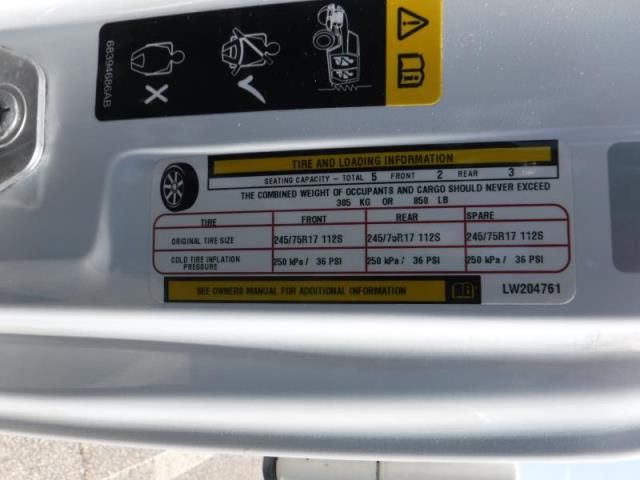 68394686AB
TIRE AND LOADING INFORMATION
SEATING CAPACITY - TOTAL 5 FRONT 2 REAR 3
THE COMBINED WEIGHT OF OCCUPANTS AND CARGO SHOULD NEVER EXCEED
385 KG OR 850 LB
TIRE FRONT REAR SPARE
ORIGINAL TIRE SIZE 245/75R17 112S 245/75R17 112S 245/75R17 112S
COLD TIRE INFLATION PRESSURE 250 kPa / 36 PSI 250 kPa / 36 PSI 250 kPa / 36 PSI
SEE OWNERS MANUAL FOR ADDITIONAL INFORMATION LW204761